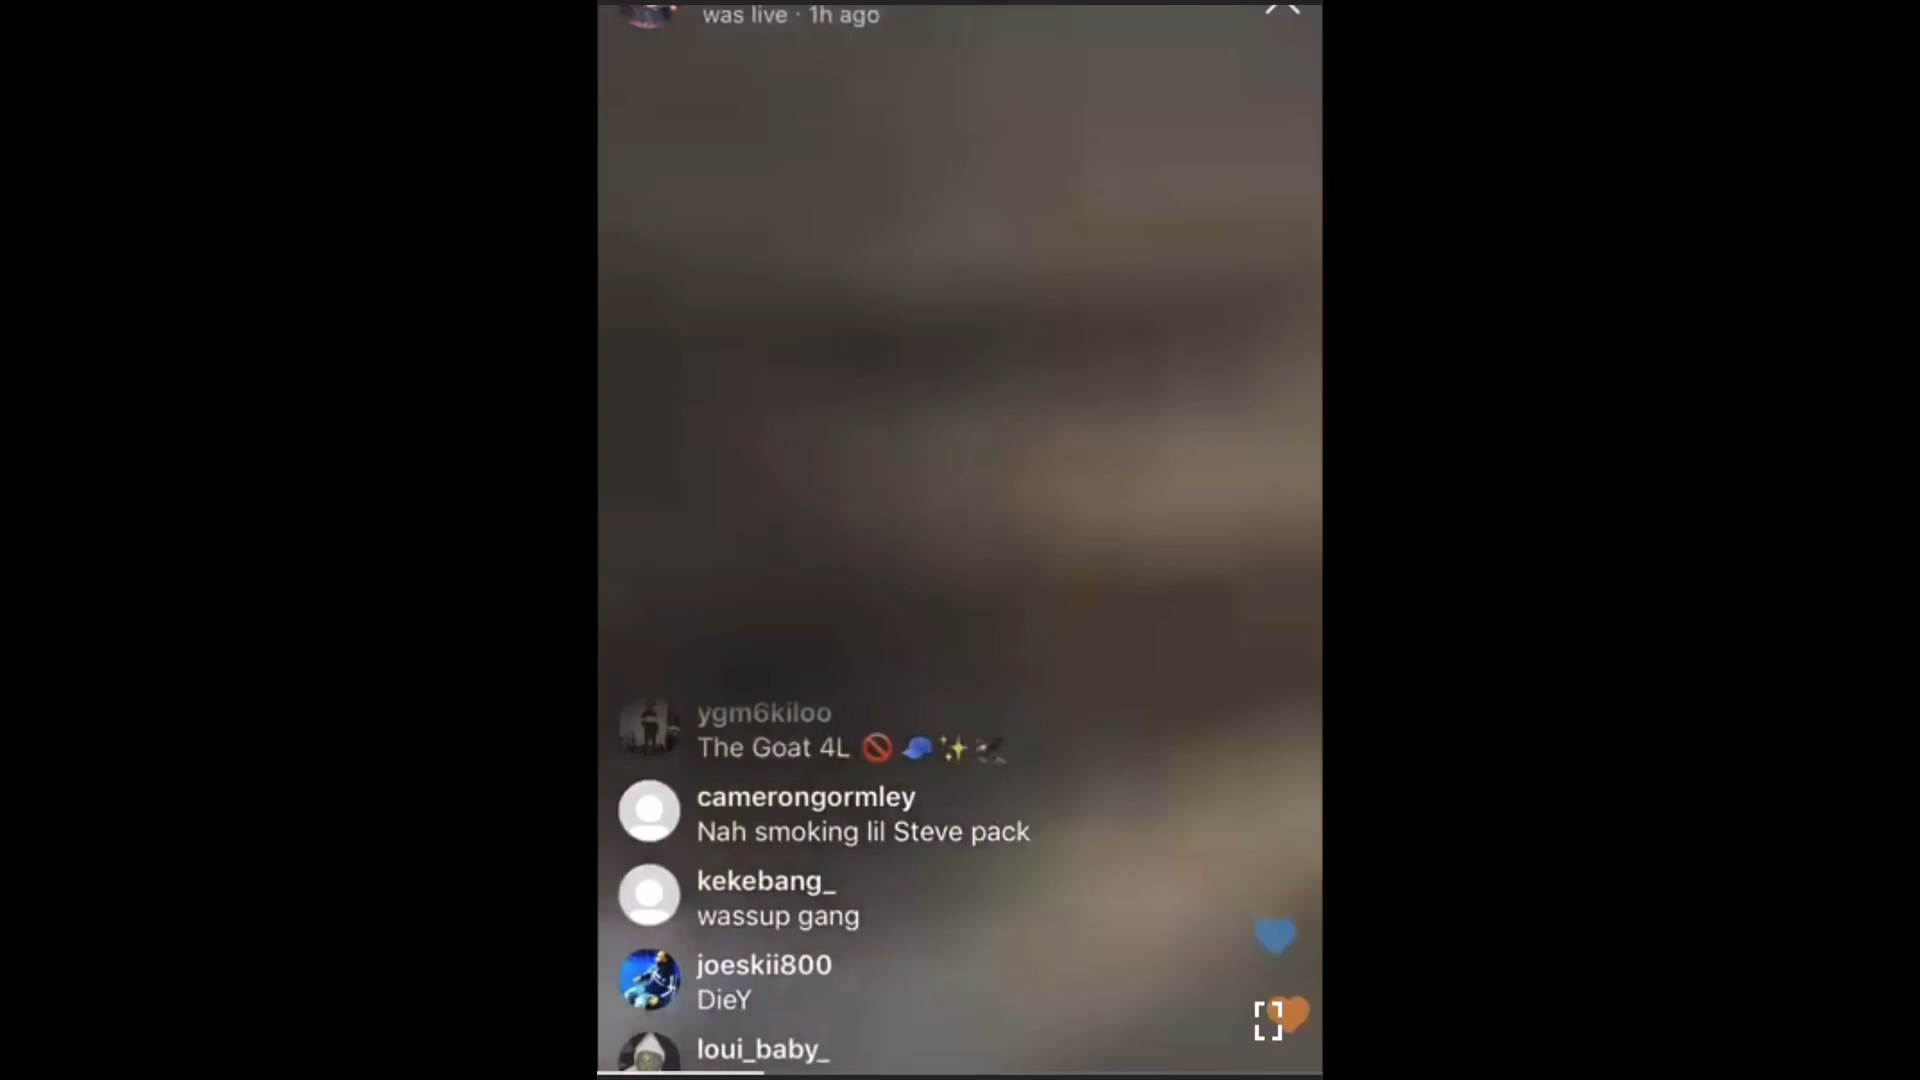 was live · 1h ago
ygm6kiloo
The Goat 4L 🚫 🧢 ✨
camerongormley
Nah smoking lil Steve pack
kekebang_
wassup gang
joeskii800
DieY
loui_baby_